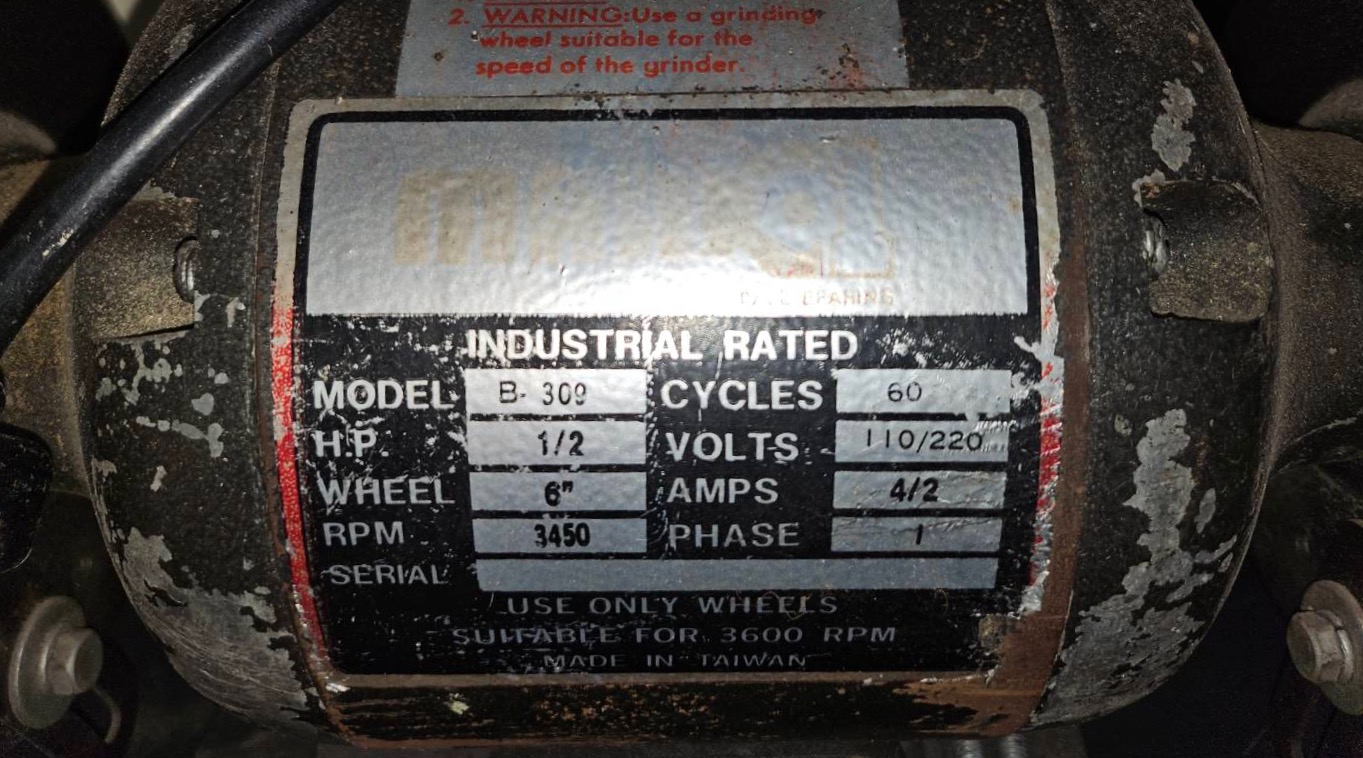 2. WARNING:Use a grinding
wheel suitable for the
speed of the grinder.
BALL BEARING
INDUSTRIAL RATED
MODEL B- 309 CYCLES 60
H.P. 1/2 VOLTS 110/220
WHEEL 6" AMPS 4/2
RPM 3450 PHASE 1
SERIAL
USE ONLY WHEELS
SUITABLE FOR 3600 RPM
MADE IN TAIWAN